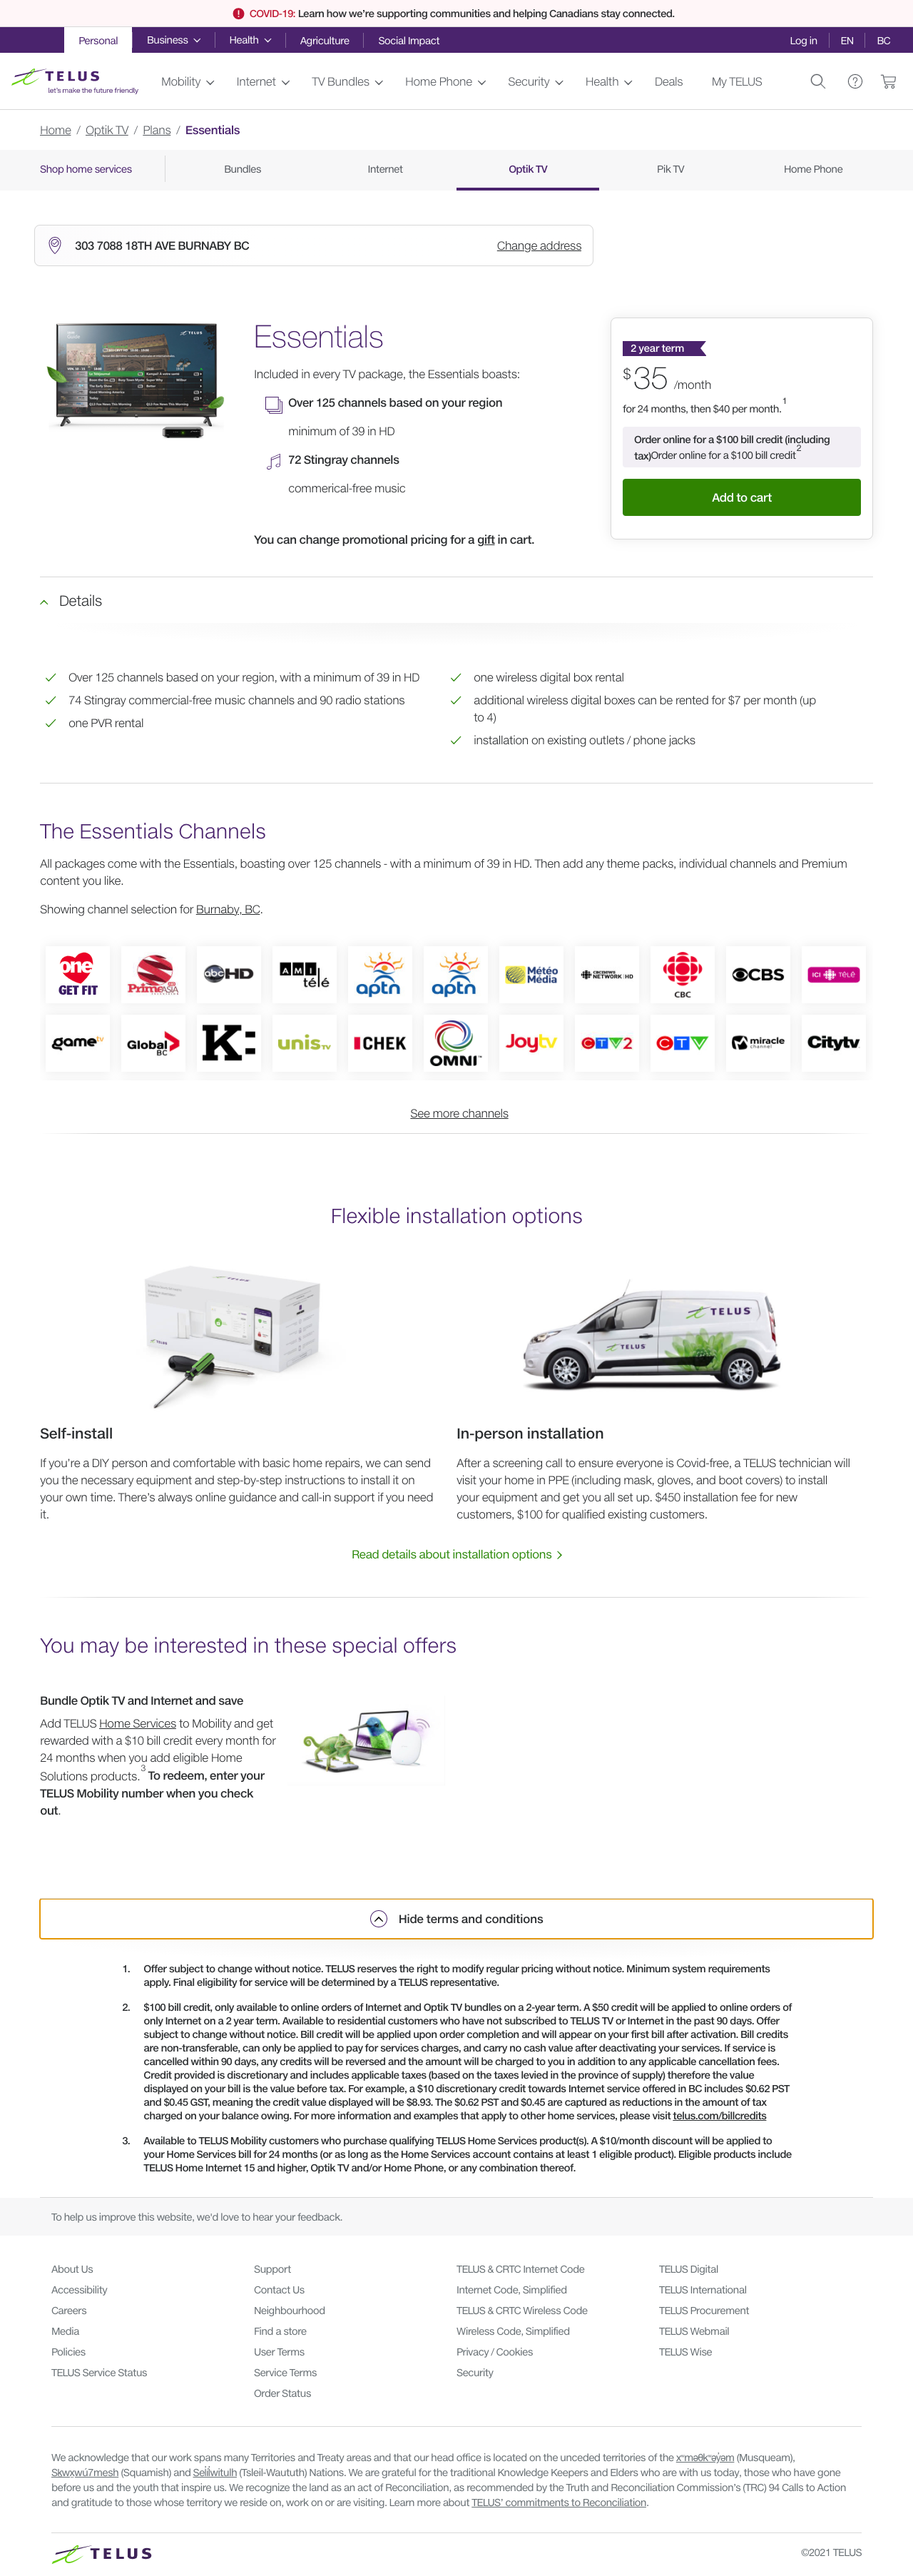 COVID-19: Learn how we're supporting communities and helping Canadians stay connected.
Personal Business Health Agriculture Social Impact Log in EN BC
TELUS let's make the future friendly Mobility Internet TV Bundles Home Phone Security Health Deals My TELUS
Home / Optik TV / Plans / Essentials
Shop home services Bundles Internet Optik TV Pik TV Home Phone
303 7088 18TH AVE BURNABY BC Change address
Essentials
Included in every TV package, the Essentials boasts:
Over 125 channels based on your region
minimum of 39 in HD
72 Stingray channels
commerical-free music
You can change promotional pricing for a gift in cart.
2 year term
$35 /month
for 24 months, then $40 per month.1
Order online for a $100 bill credit (including
tax)Order online for a $100 bill credit2
Add to cart
Details
Over 125 channels based on your region, with a minimum of 39 in HD
74 Stingray commercial-free music channels and 90 radio stations
one PVR rental
one wireless digital box rental
additional wireless digital boxes can be rented for $7 per month (up
to 4)
installation on existing outlets / phone jacks
The Essentials Channels
All packages come with the Essentials, boasting over 125 channels - with a minimum of 39 in HD. Then add any theme packs, individual channels and Premium
content you like.
Showing channel selection for Burnaby, BC.
one GET FIT PrimeAsia abc HD AMI télé aptn aptn MétéoMédia cbc news NETWORK HD CBC CBS ICI TÉLÉ
gametv Global BC K: unis TV CHEK OMNI Joytv CTV2 CTV miracle channel Citytv
See more channels
Flexible installation options
TELUS
TELUS
Self-install
If you're a DIY person and comfortable with basic home repairs, we can send
you the necessary equipment and step-by-step instructions to install it on
your own time. There's always online guidance and call-in support if you need
it.
In-person installation
After a screening call to ensure everyone is Covid-free, a TELUS technician will
visit your home in PPE (including mask, gloves, and boot covers) to install
your equipment and get you all set up. $450 installation fee for new
customers, $100 for qualified existing customers.
Read details about installation options
You may be interested in these special offers
Bundle Optik TV and Internet and save
Add TELUS Home Services to Mobility and get
rewarded with a $10 bill credit every month for
24 months when you add eligible Home
Solutions products.3 To redeem, enter your
TELUS Mobility number when you check
out.
Hide terms and conditions
1. Offer subject to change without notice. TELUS reserves the right to modify regular pricing without notice. Minimum system requirements
apply. Final eligibility for service will be determined by a TELUS representative.
2. $100 bill credit, only available to online orders of Internet and Optik TV bundles on a 2-year term. A $50 credit will be applied to online orders of
only Internet on a 2 year term. Available to residential customers who have not subscribed to TELUS TV or Internet in the past 90 days. Offer
subject to change without notice. Bill credit will be applied upon order completion and will appear on your first bill after activation. Bill credits
are non-transferable, can only be applied to pay for services charges, and carry no cash value after deactivating your services. If service is
cancelled within 90 days, any credits will be reversed and the amount will be charged to you in addition to any applicable cancellation fees.
Credit provided is discretionary and includes applicable taxes (based on the taxes levied in the province of supply) therefore the value
displayed on your bill is the value before tax. For example, a $10 discretionary credit towards Internet service offered in BC includes $0.62 PST
and $0.45 GST, meaning the credit value displayed will be $8.93. The $0.62 PST and $0.45 are captured as reductions in the amount of tax
charged on your balance owing. For more information and examples that apply to other home services, please visit telus.com/billcredits
3. Available to TELUS Mobility customers who purchase qualifying TELUS Home Services product(s). A $10/month discount will be applied to
your Home Services bill for 24 months (or as long as the Home Services account contains at least 1 eligible product). Eligible products include
TELUS Home Internet 15 and higher, Optik TV and/or Home Phone, or any combination thereof.
To help us improve this website, we'd love to hear your feedback.
About Us
Accessibility
Careers
Media
Policies
TELUS Service Status
Support
Contact Us
Neighbourhood
Find a store
User Terms
Service Terms
Order Status
TELUS & CRTC Internet Code
Internet Code, Simplified
TELUS & CRTC Wireless Code
Wireless Code, Simplified
Privacy / Cookies
Security
TELUS Digital
TELUS International
TELUS Procurement
TELUS Webmail
TELUS Wise
We acknowledge that our work spans many Territories and Treaty areas and that our head office is located on the unceded territories of the xʷməθkʷəy̓əm (Musqueam),
Skwxwú7mesh (Squamish) and Selílwitulh (Tsleil-Waututh) Nations. We are grateful for the traditional Knowledge Keepers and Elders who are with us today, those who have gone
before us and the youth that inspire us. We recognize the land as an act of Reconciliation, as recommended by the Truth and Reconciliation Commission's (TRC) 94 Calls to Action
and gratitude to those whose territory we reside on, work on or are visiting. Learn more about TELUS' commitments to Reconciliation.
TELUS ©2021 TELUS